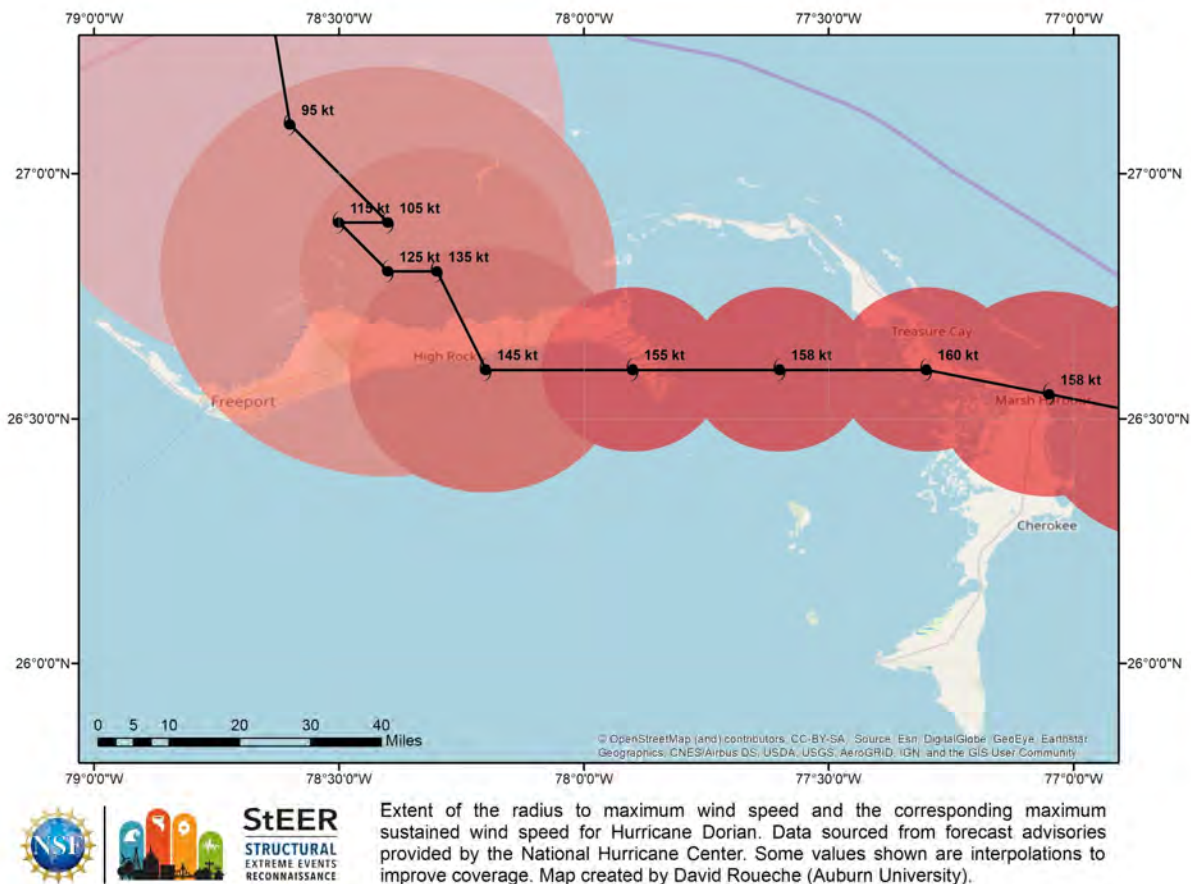 79°0'0"W 78°30'0"W 78°0'0"W 77°30'0"W 77°0'0"W
95 kt
27°0'0"N 27°0'0"N
115 kt 105 kt
125 kt 135 kt
Treasure Cay
High Rock 145 kt 155 kt 158 kt 160 kt
158 kt
Freeport Marsh Harbour
26°30'0"N 26°30'0"N
Cherokee
26°0'0"N 26°0'0"N
0 5 10 20 30 40
Miles
© OpenStreetMap (and) contributors, CC-BY-SA, Source: Esri, DigitalGlobe, GeoEye, Earthstar
Geographics, CNES/Airbus DS, USDA, USGS, AeroGRID, IGN, and the GIS User Community
79°0'0"W 78°30'0"W 78°0'0"W 77°30'0"W 77°0'0"W
NSF
StEER
STRUCTURAL
EXTREME EVENTS
RECONNAISSANCE
Extent of the radius to maximum wind speed and the corresponding maximum
sustained wind speed for Hurricane Dorian. Data sourced from forecast advisories
provided by the National Hurricane Center. Some values shown are interpolations to
improve coverage. Map created by David Roueche (Auburn University).